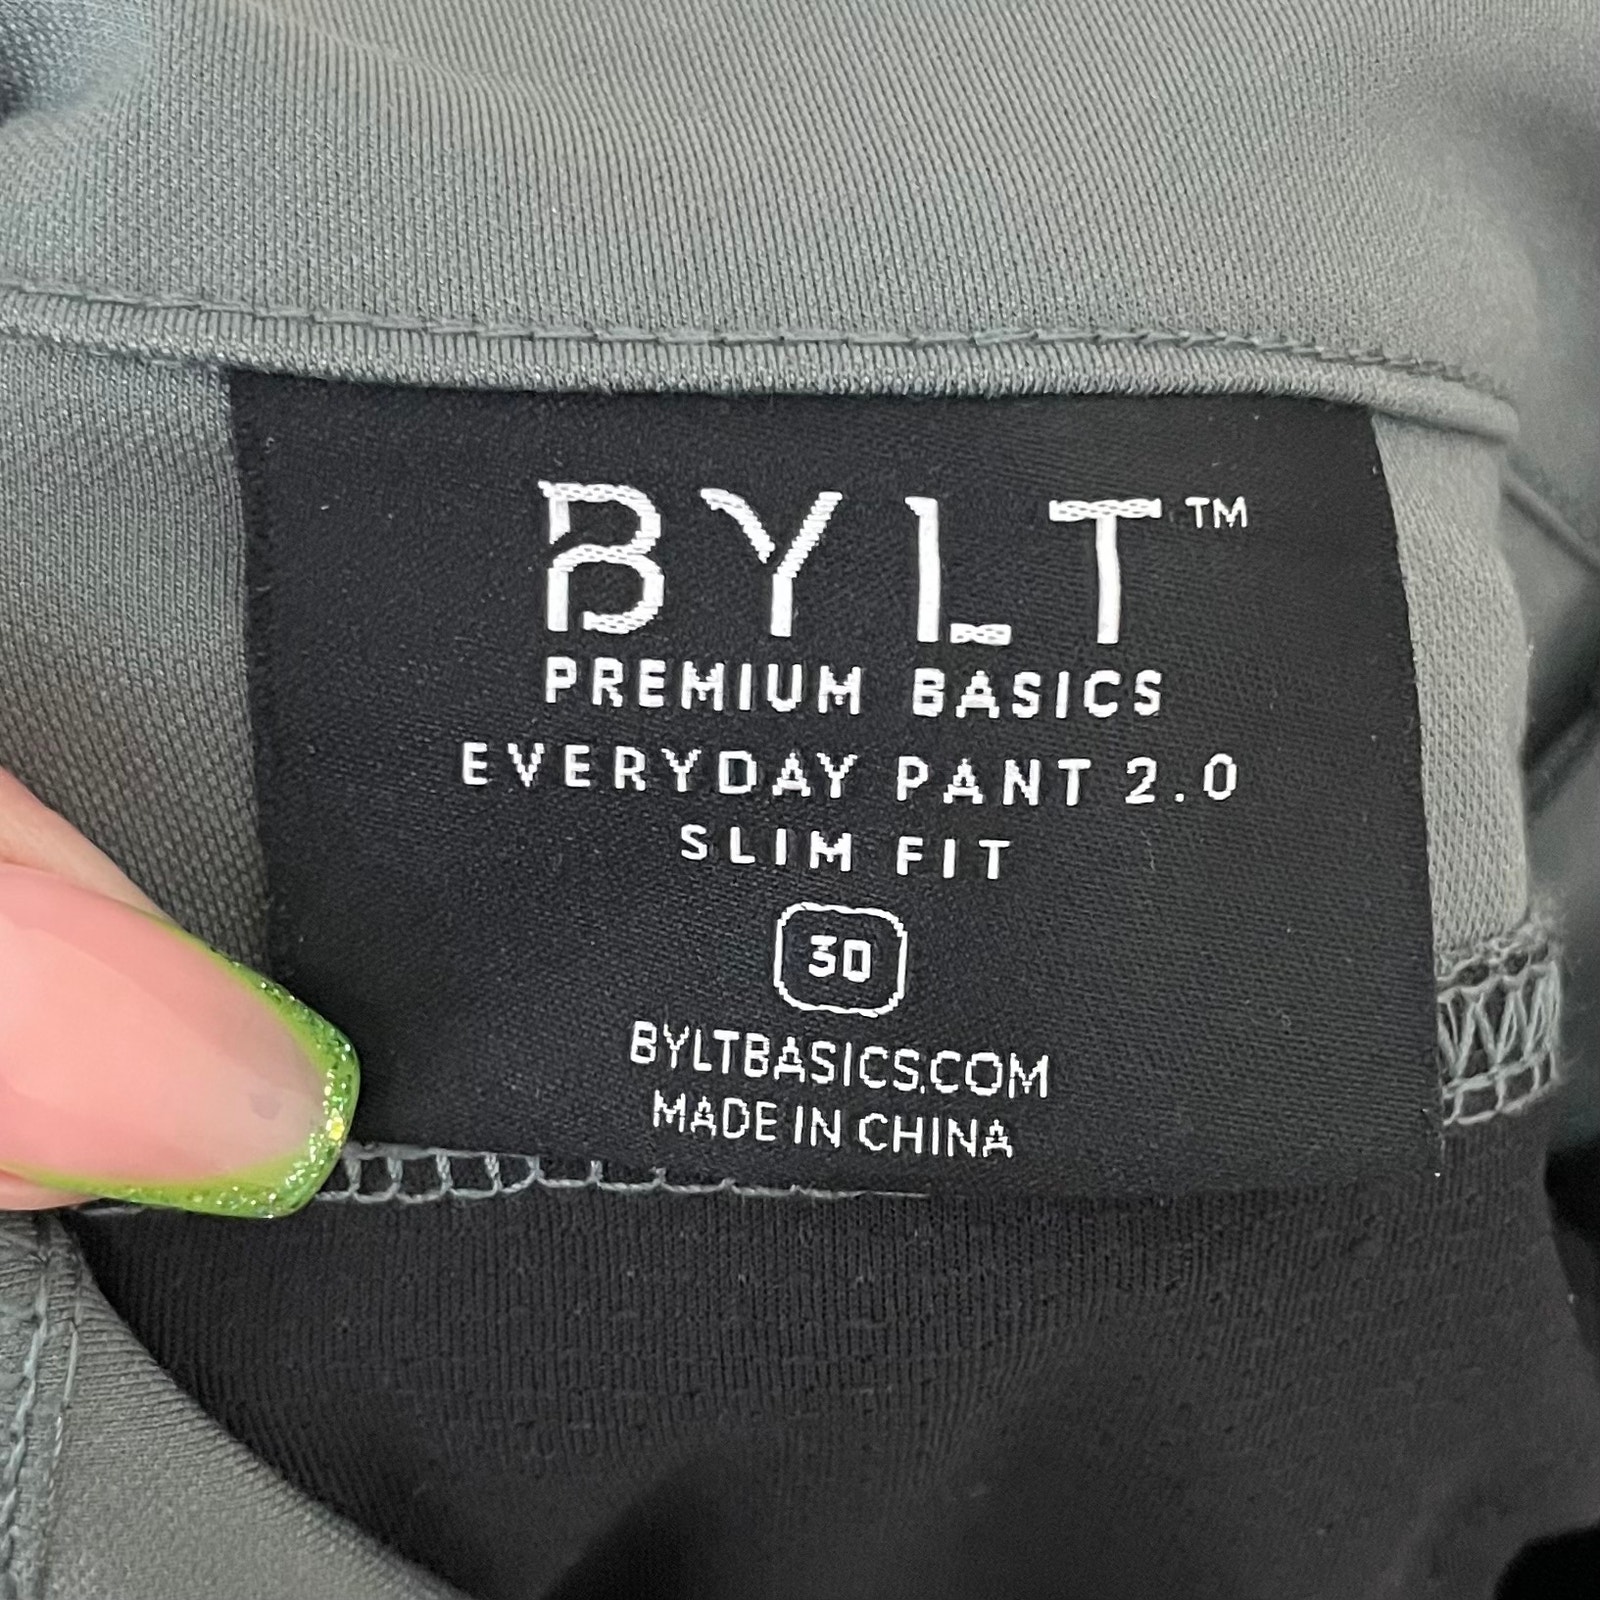 BYLT™
PREMIUM BASICS
EVERYDAY PANT 2.0
SLIM FIT
30
BYLTBASICS.COM
MADE IN CHINA